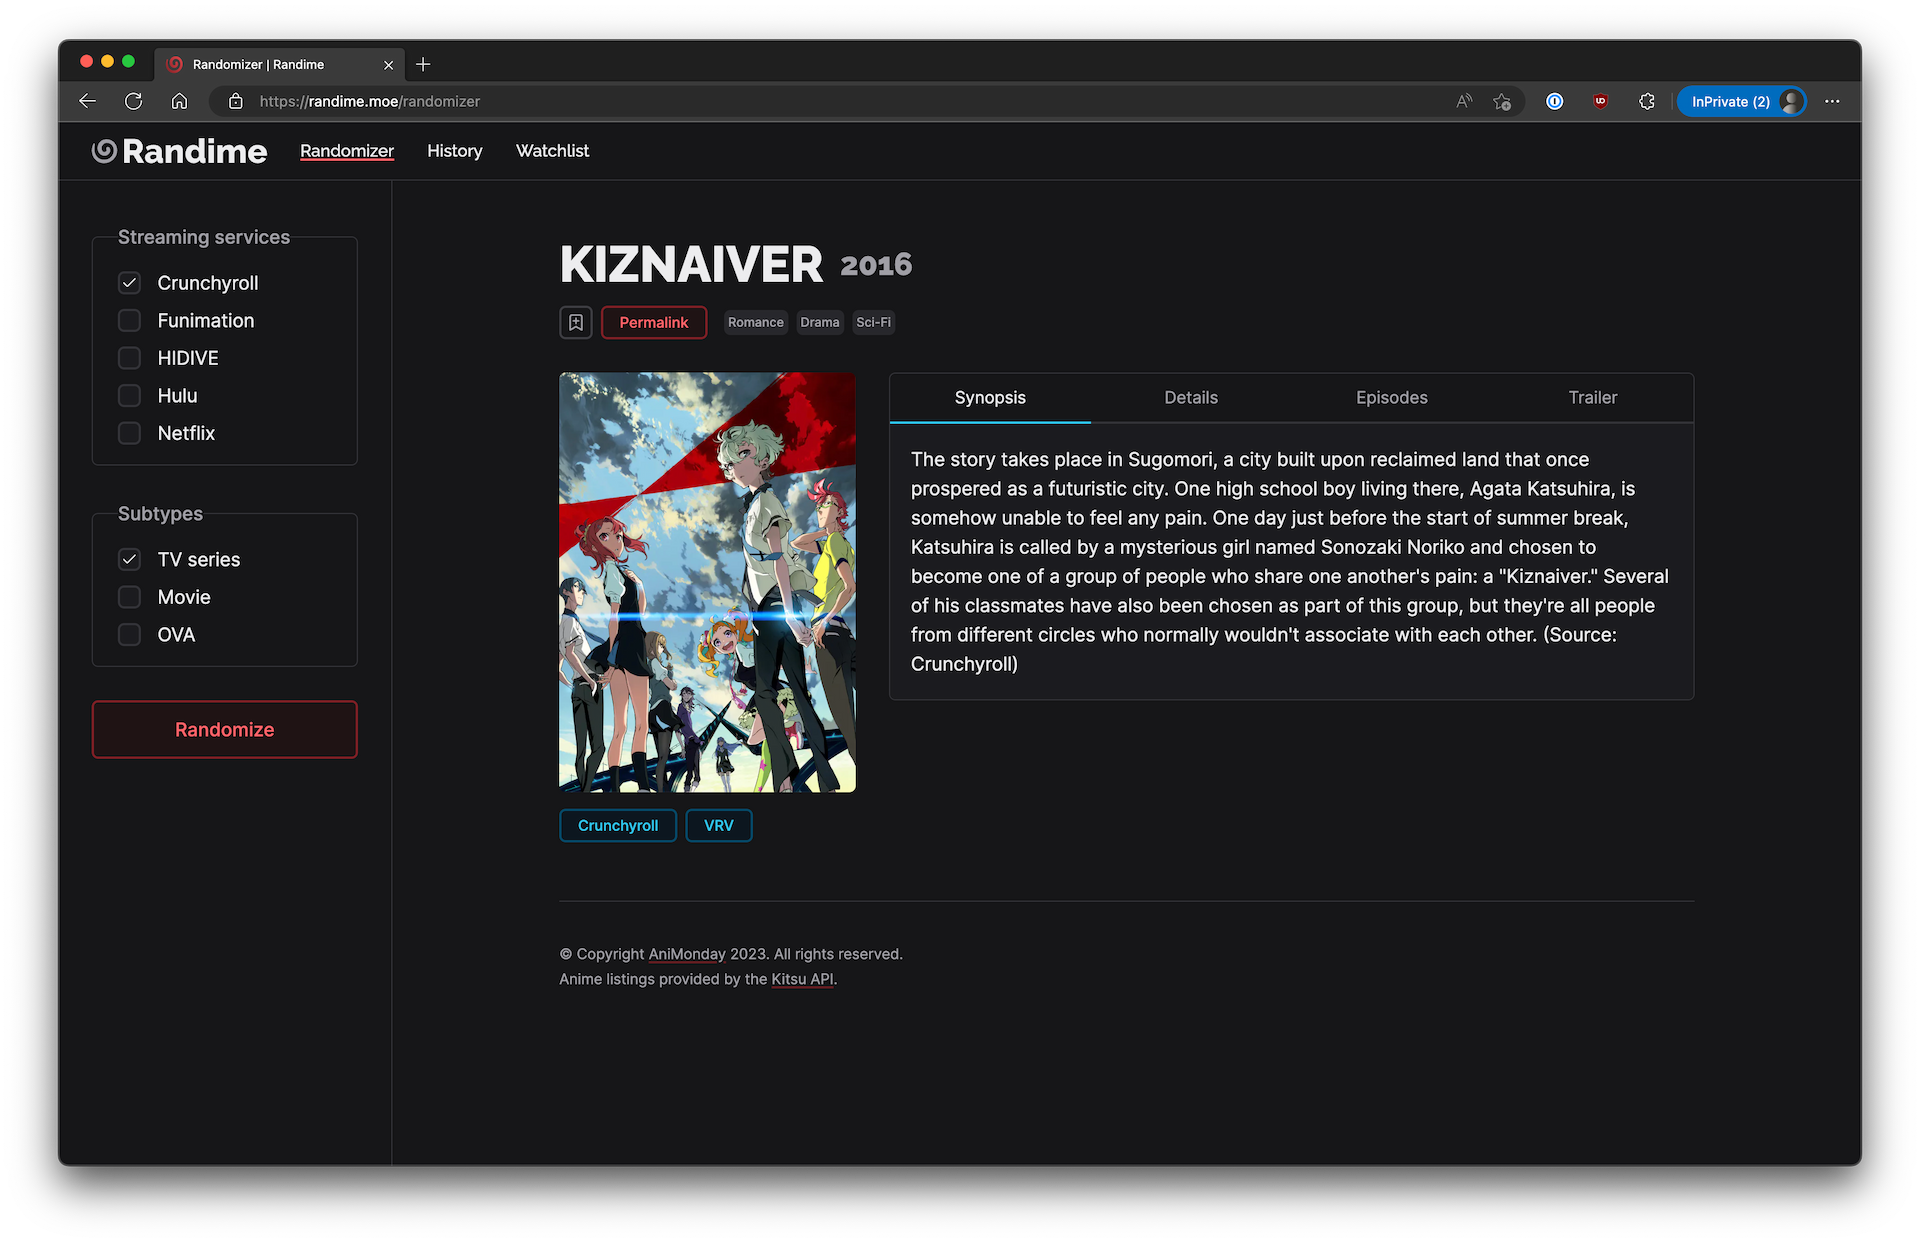 Randomizer | Randime
https://randime.moe/randomizer
InPrivate (2)
Randime
Randomizer
History
Watchlist
Streaming services
Crunchyroll
Funimation
HIDIVE
Hulu
Netflix
Subtypes
TV series
Movie
OVA
Randomize
KIZNAIVER 2016
Permalink
Romance
Drama
Sci-Fi
Synopsis
Details
Episodes
Trailer
The story takes place in Sugomori, a city built upon reclaimed land that once
prospered as a futuristic city. One high school boy living there, Agata Katsuhira, is
somehow unable to feel any pain. One day just before the start of summer break,
Katsuhira is called by a mysterious girl named Sonozaki Noriko and chosen to
become one of a group of people who share one another's pain: a "Kiznaiver." Several
of his classmates have also been chosen as part of this group, but they're all people
from different circles who normally wouldn't associate with each other. (Source:
Crunchyroll)
Crunchyroll
VRV
© Copyright AniMonday 2023. All rights reserved.
Anime listings provided by the Kitsu API.